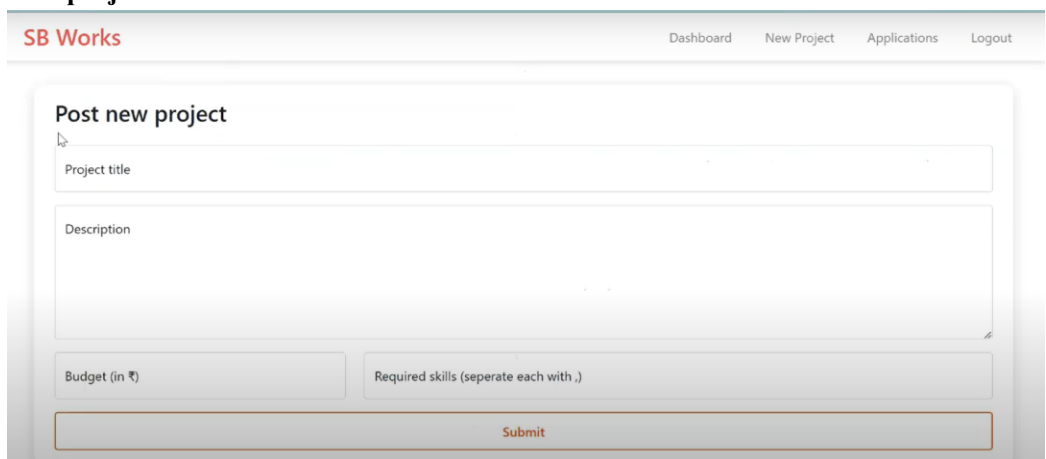 SB Works
Dashboard New Project Applications Logout
Post new project
Project title
Description
Budget (in ₹) Required skills (seperate each with ,)
Submit